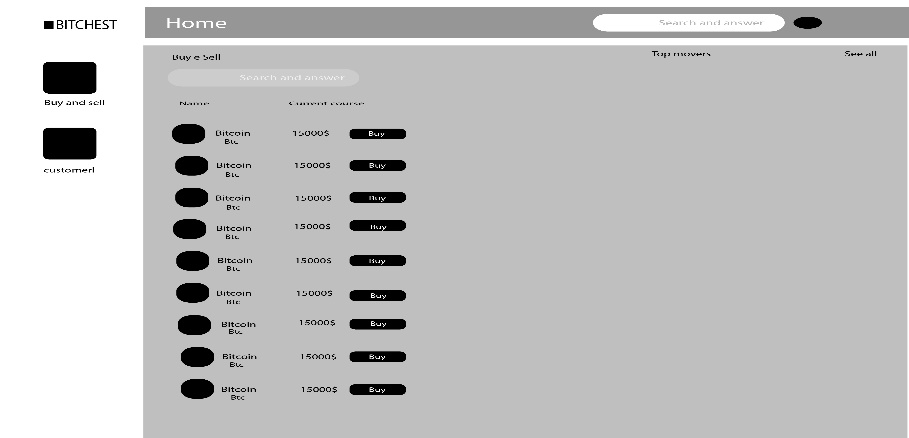 BITCHEST
Home
Search and answer
Buy and sell
customerl
Buy e Sell
Top movers
See all
Search and answer
Name Current course
Bitcoin 15000$ Buy
Btc
Bitcoin 15000$ Buy
Btc
Bitcoin 15000$ Buy
Btc
Bitcoin 15000$ Buy
Btc
Bitcoin 15000$ Buy
Btc
Bitcoin 15000$ Buy
Btc
Bitcoin 15000$ Buy
Btc
Bitcoin 15000$ Buy
Btc
Bitcoin 15000$ Buy
Btc